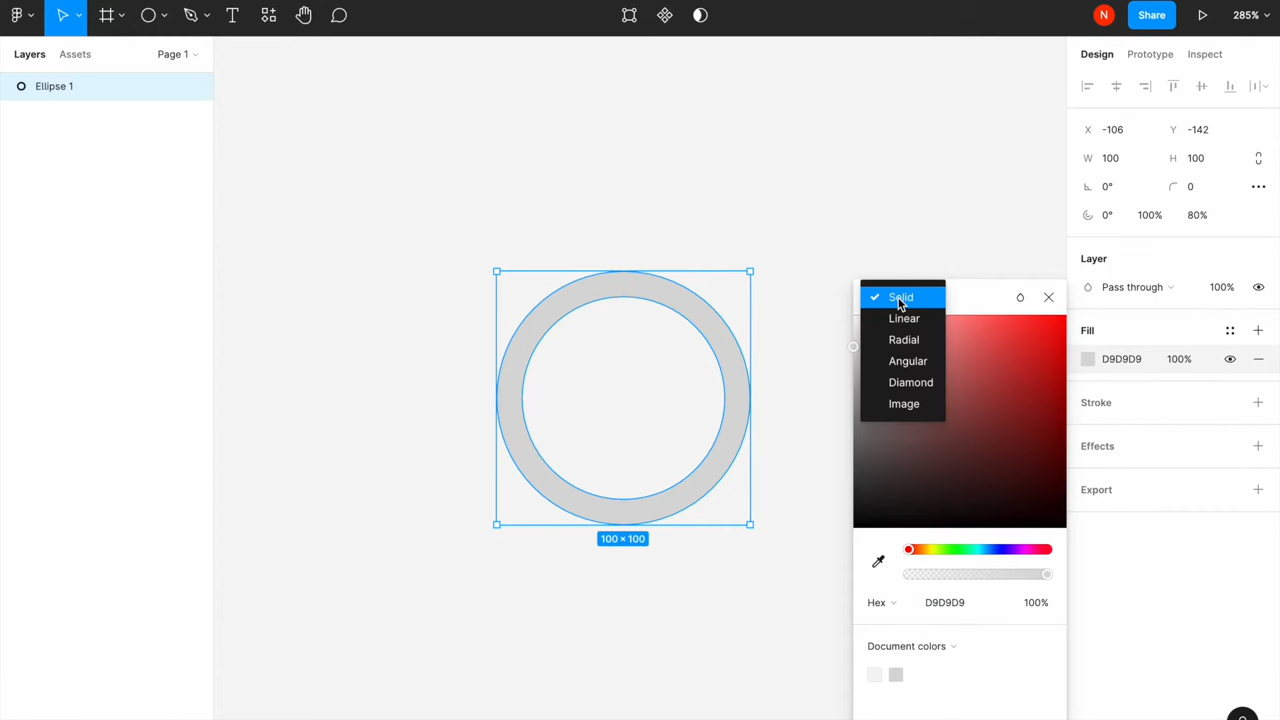 N
Share
285%
Layers
Assets
Page 1
Design
Prototype
Inspect
Ellipse 1
X
-106
Y
-142
W
100
H
100
0°
0
0°
100%
80%
Layer
Pass through
100%
Fill
D9D9D9
100%
Stroke
Effects
Export
Solid
Linear
Radial
Angular
Diamond
Image
100 × 100
Hex
D9D9D9
100%
Document colors